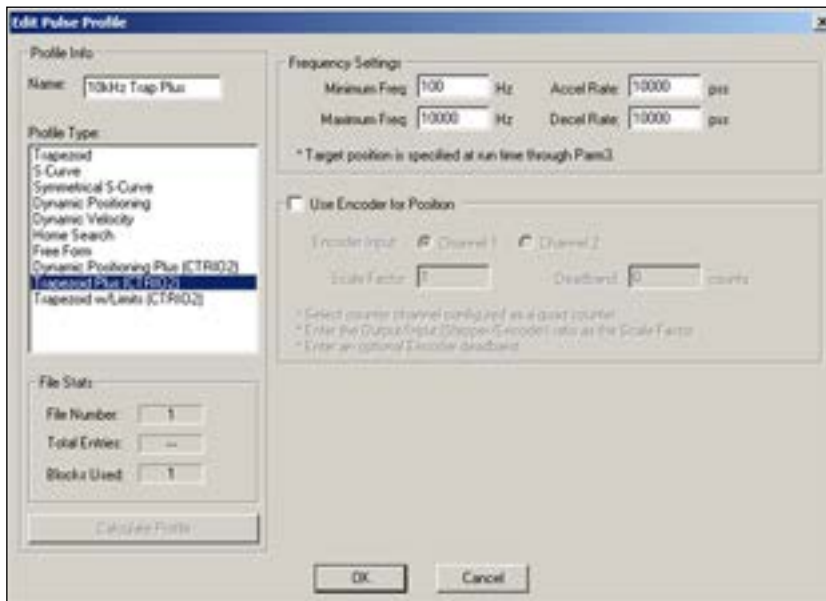 Edit Pulse Profile
Profile Info
Name: 10kHz Trap Plus
Profile Type:
Trapezoid
S-Curve
Symmetrical S-Curve
Dynamic Positioning
Dynamic Velocity
Home Search
Free Form
Dynamic Positioning Plus (CTRIO2)
Trapezoid Plus (CTRIO2)
Trapezoid w/Limits (CTRIO2)
File Stats
File Number: 1
Total Entries: --
Blocks Used: 1
Calculate Profile
Frequency Settings
Minimum Freq: 100 Hz Accel Rate: 10000 pss
Maximum Freq: 10000 Hz Decel Rate: 10000 pss
* Target position is specified at run time through Parm3.
Use Encoder for Position
Encoder Input: Channel 1 Channel 2
Scale Factor: 1 Deadband: 0 counts
* Select counter channel configured as a quad counter
* Enter the Output/Input (Stepper/Encoder) ratio as the Scale Factor
* Enter an optional Encoder deadband
OK
Cancel